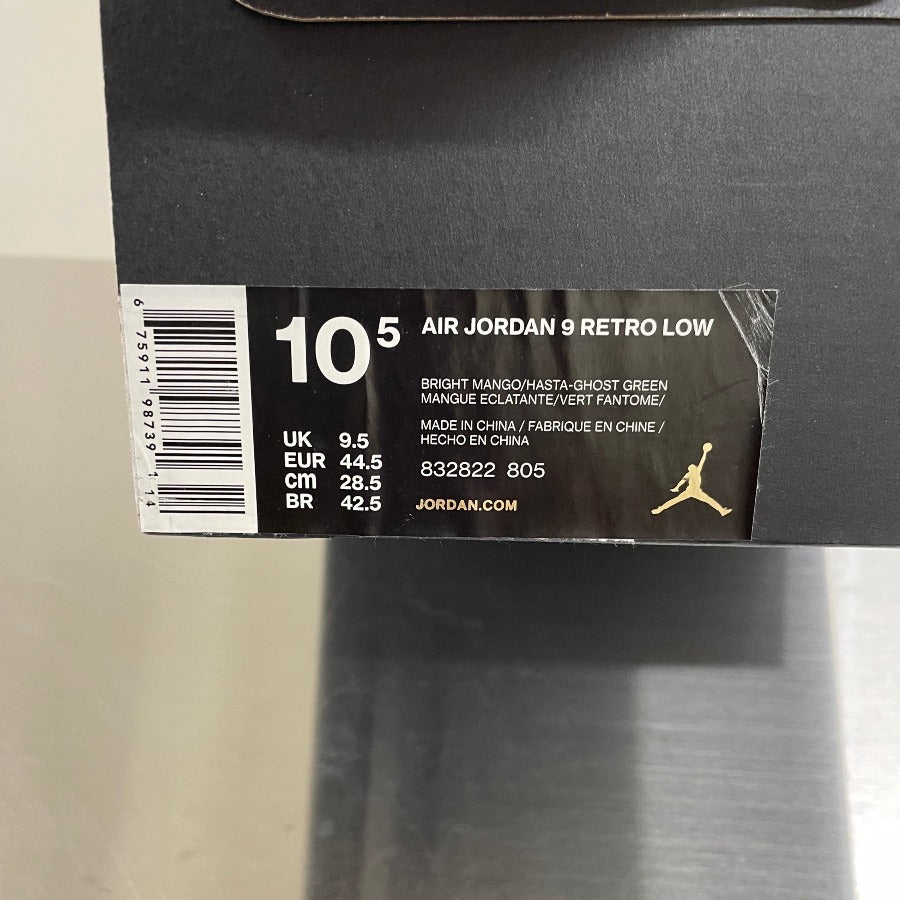 6 75911 98739 1 14
10⁵
AIR JORDAN 9 RETRO LOW
BRIGHT MANGO/HASTA-GHOST GREEN
MANGUE ECLATANTE/VERT FANTOME/
MADE IN CHINA / FABRIQUE EN CHINE /
HECHO EN CHINA
832822 805
UK 9.5
EUR 44.5
cm 28.5
BR 42.5
JORDAN.COM